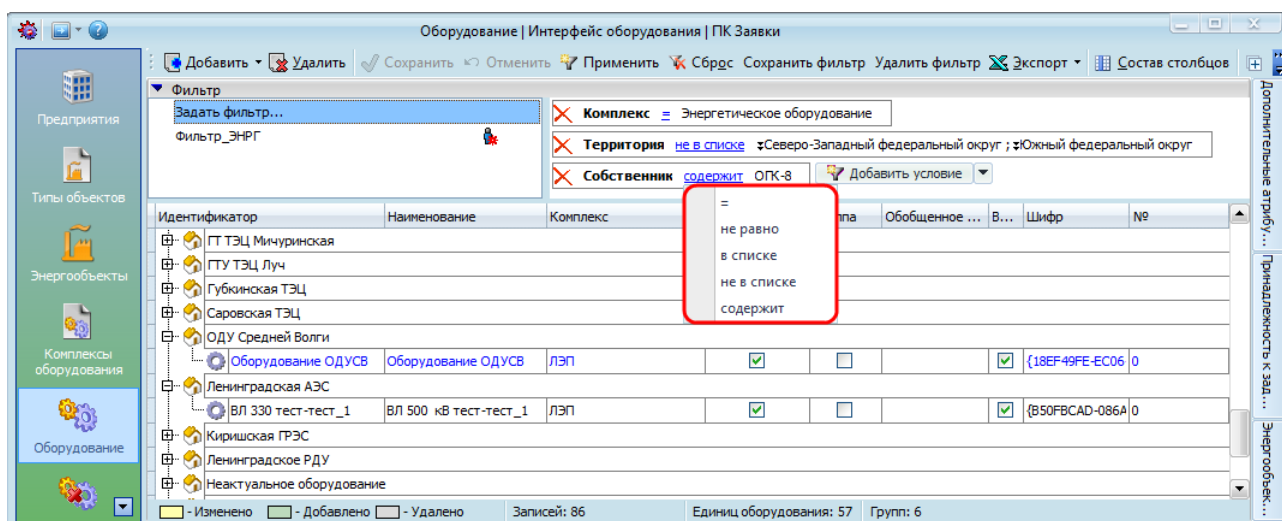 Оборудование | Интерфейс оборудования | ПК Заявки
Добавить Удалить Сохранить Отменить Применить Сброс Сохранить фильтр Удалить фильтр Экспорт Состав столбцов
Предприятия
Типы объектов
Энергообъекты
Комплексы
оборудования
Оборудование
Фильтр
Задать фильтр...
Фильтр_ЭНРГ
Комплекс = Энергетическое оборудование
Территория не в списке Северо-Западный федеральный округ ; Южный федеральный округ
Собственник содержит ОГК-8 Добавить условие
=
не равно
в списке
не в списке
содержит
Идентификатор Наименование Комплекс ппа Обобщенное ... В... Шифр №
ГТ ТЭЦ Мичуринская
ГТУ ТЭЦ Луч
Губкинская ТЭЦ
Саровская ТЭЦ
ОДУ Средней Волги
Оборудование ОДУСВ Оборудование ОДУСВ ЛЭП {18EF49FE-EC06 0
Ленинградская АЭС
ВЛ 330 тест-тест_1 ВЛ 500 кВ тест-тест_1 ЛЭП {B50FBCAD-086A 0
Киришская ГРЭС
Ленинградское РДУ
Неактуальное оборудование
- Изменено - Добавлено - Удалено Записей: 86 Единиц оборудования: 57 Групп: 6
Дополнительные атрибу...
Принадлежность к зад...
Энергообъек...